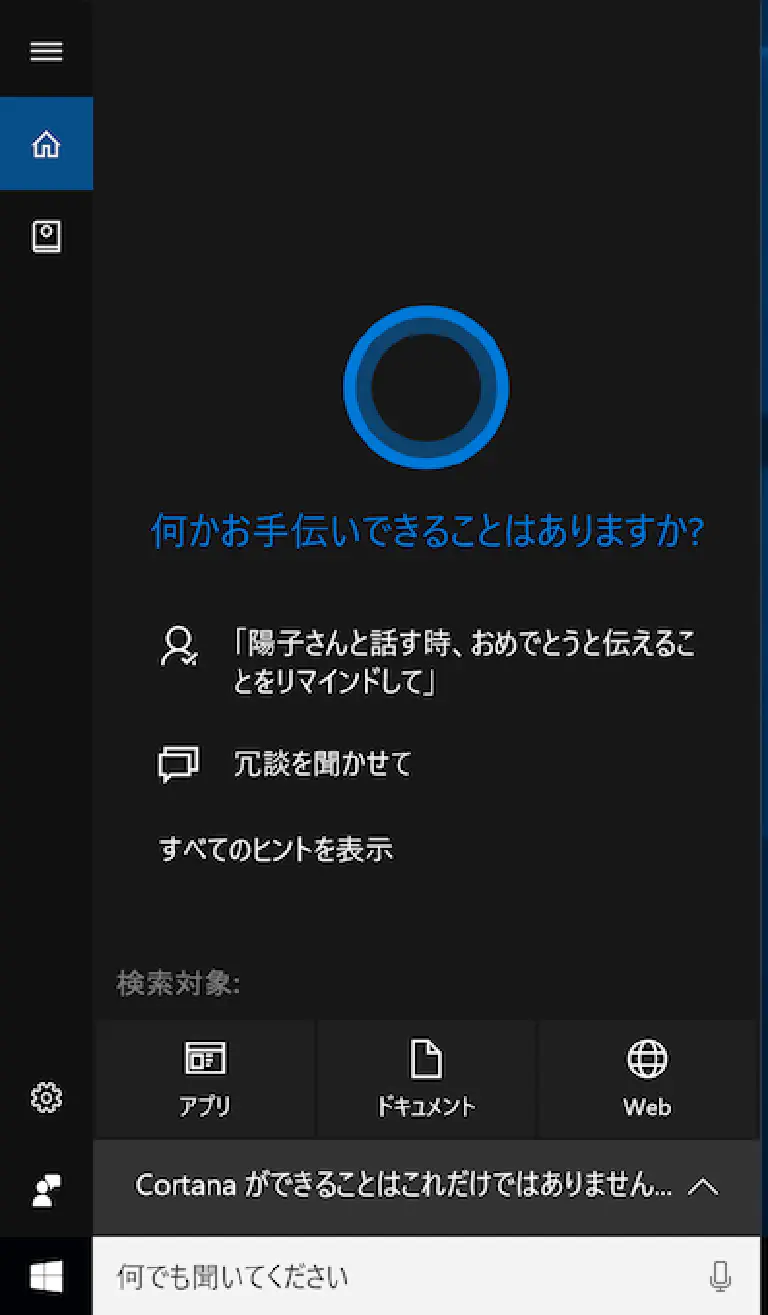 何かお手伝いできることはありますか?
「陽子さんと話す時、おめでとうと伝えるこ
とをリマインドして」
冗談を聞かせて
すべてのヒントを表示
検索対象:
アプリ
ドキュメント
Web
Cortana ができることはこれだけではありません...
何でも聞いてください